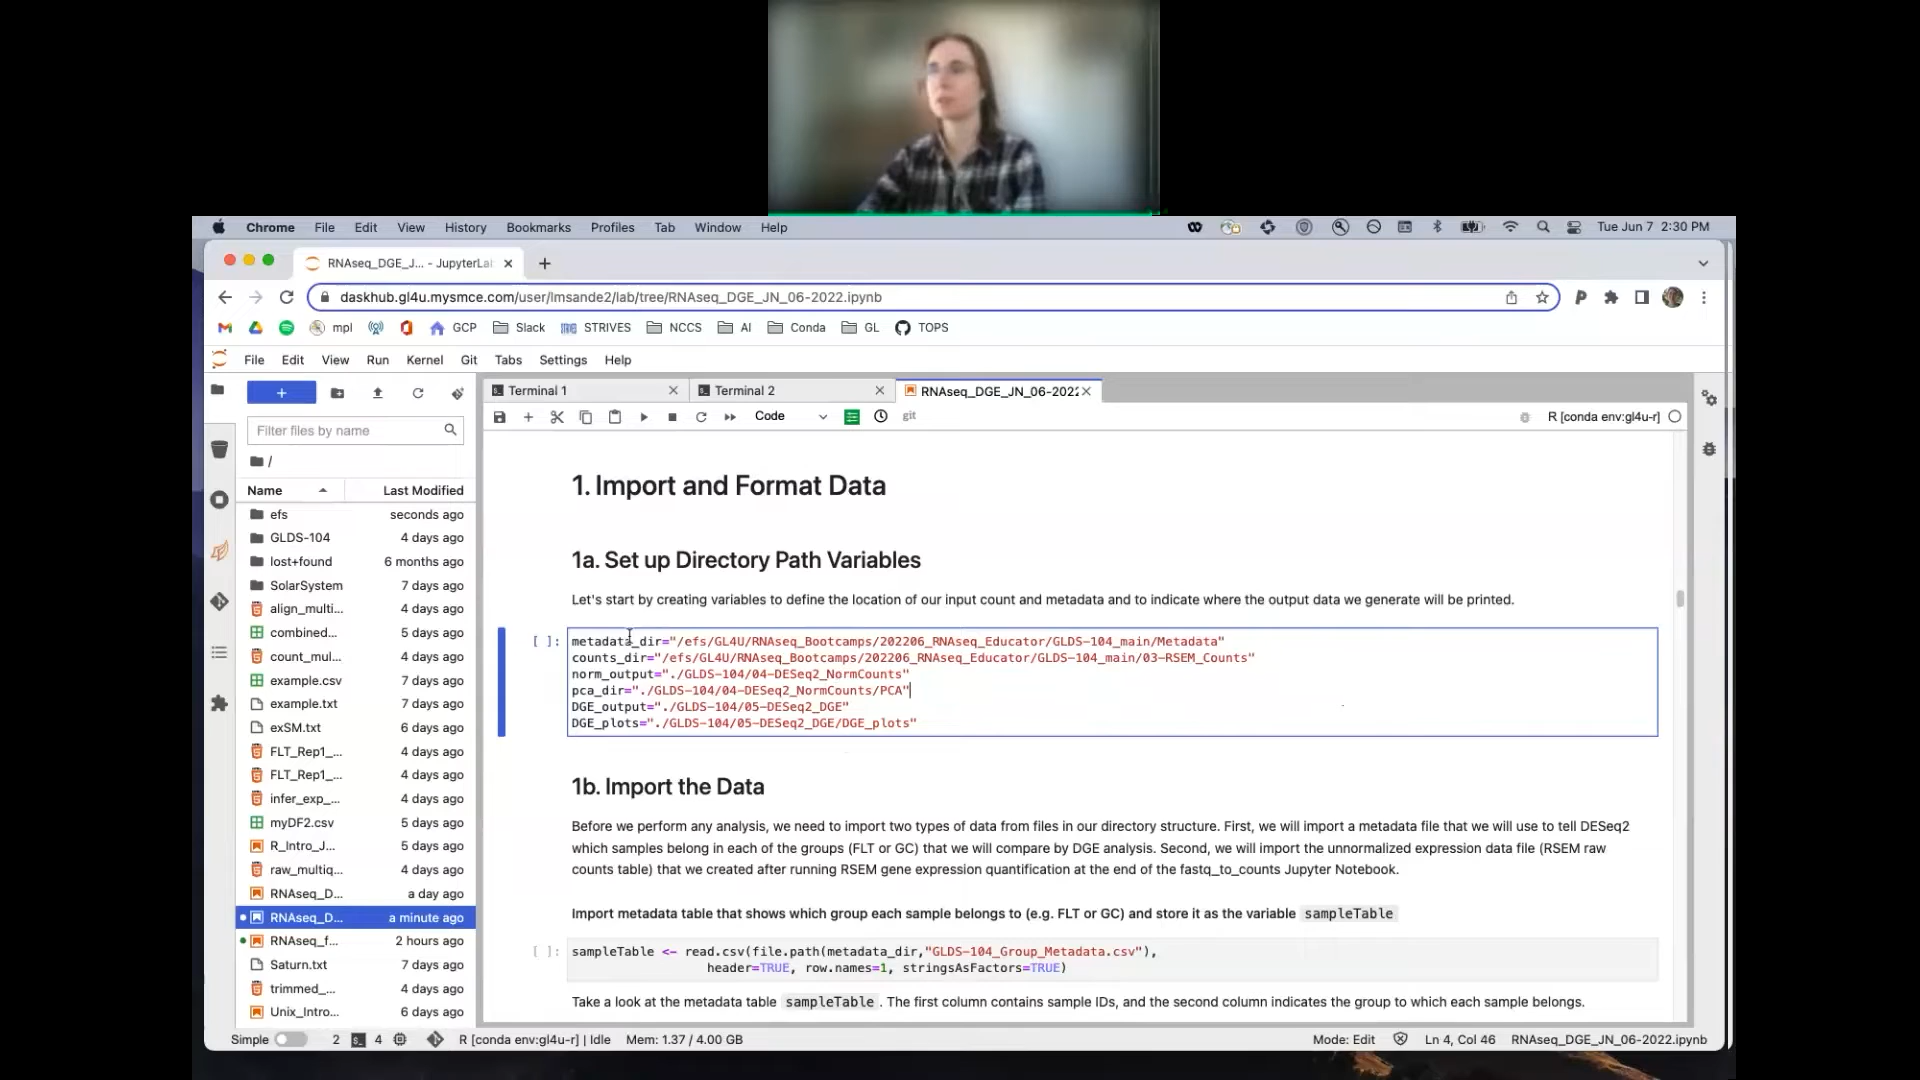 Chrome File Edit View History Bookmarks Profiles Tab Window Help Tue Jun 7 2:30 PM
RNAseq_DGE_J... - JupyterLa
daskhub.gl4u.mysmce.com/user/lmsande2/lab/tree/RNAseq_DGE_JN_06-2022.ipynb
mpl GCP Slack STRIVES NCCS AI Conda GL TOPS
File Edit View Run Kernel Git Tabs Settings Help
Terminal 1 Terminal 2 RNAseq_DGE_JN_06-2022
Code git R [conda env:gl4u-r]
Filter files by name
/
Name Last Modified
efs seconds ago
GLDS-104 4 days ago
lost+found 6 months ago
SolarSystem 7 days ago
align_multi... 4 days ago
combined... 5 days ago
count_mul... 4 days ago
example.csv 7 days ago
example.txt 7 days ago
exSM.txt 6 days ago
FLT_Rep1_... 4 days ago
FLT_Rep1_... 4 days ago
infer_exp_... 4 days ago
myDF2.csv 5 days ago
R_Intro_J... 5 days ago
raw_multiq... 4 days ago
RNAseq_D... a day ago
RNAseq_D... a minute ago
RNAseq_f... 2 hours ago
Saturn.txt 7 days ago
trimmed_... 4 days ago
Unix_Intro... 6 days ago
1. Import and Format Data
1a. Set up Directory Path Variables
Let's start by creating variables to define the location of our input count and metadata and to indicate where the output data we generate will be printed.
[ ]: metadata_dir="/efs/GL4U/RNAseq_Bootcamps/202206_RNAseq_Educator/GLDS-104_main/Metadata"
counts_dir="/efs/GL4U/RNAseq_Bootcamps/202206_RNAseq_Educator/GLDS-104_main/03-RSEM_Counts"
norm_output="./GLDS-104/04-DESeq2_NormCounts"
pca_dir="./GLDS-104/04-DESeq2_NormCounts/PCA"
DGE_output="./GLDS-104/05-DESeq2_DGE"
DGE_plots="./GLDS-104/05-DESeq2_DGE/DGE_plots"
1b. Import the Data
Before we perform any analysis, we need to import two types of data from files in our directory structure. First, we will import a metadata file that we will use to tell DESeq2
which samples belong in each of the groups (FLT or GC) that we will compare by DGE analysis. Second, we will import the unnormalized expression data file (RSEM raw
counts table) that we created after running RSEM gene expression quantification at the end of the fastq_to_counts Jupyter Notebook.
Import metadata table that shows which group each sample belongs to (e.g. FLT or GC) and store it as the variable sampleTable
[ ]: sampleTable <- read.csv(file.path(metadata_dir,"GLDS-104_Group_Metadata.csv"),
header=TRUE, row.names=1, stringsAsFactors=TRUE)
Take a look at the metadata table sampleTable . The first column contains sample IDs, and the second column indicates the group to which each sample belongs.
Simple 2 4 R [conda env:gl4u-r] | Idle Mem: 1.37 / 4.00 GB Mode: Edit Ln 4, Col 46 RNAseq_DGE_JN_06-2022.ipynb